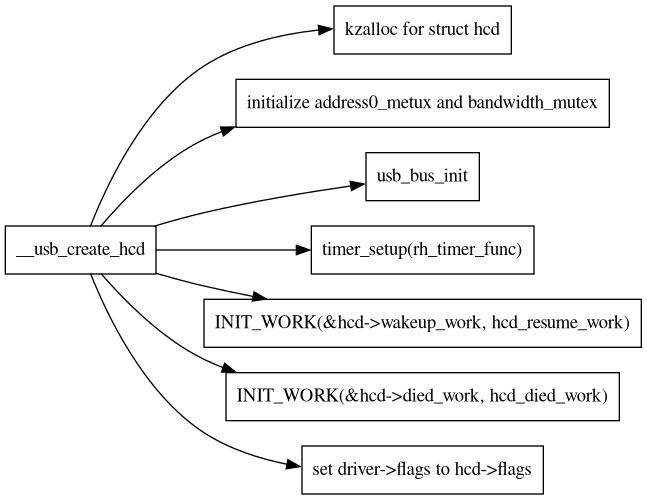 kzalloc for struct hcd
initialize address0_metux and bandwidth_mutex
usb_bus_init
__usb_create_hcd
timer_setup(rh_timer_func)
INIT_WORK(&hcd->wakeup_work, hcd_resume_work)
INIT_WORK(&hcd->died_work, hcd_died_work)
set driver->flags to hcd->flags